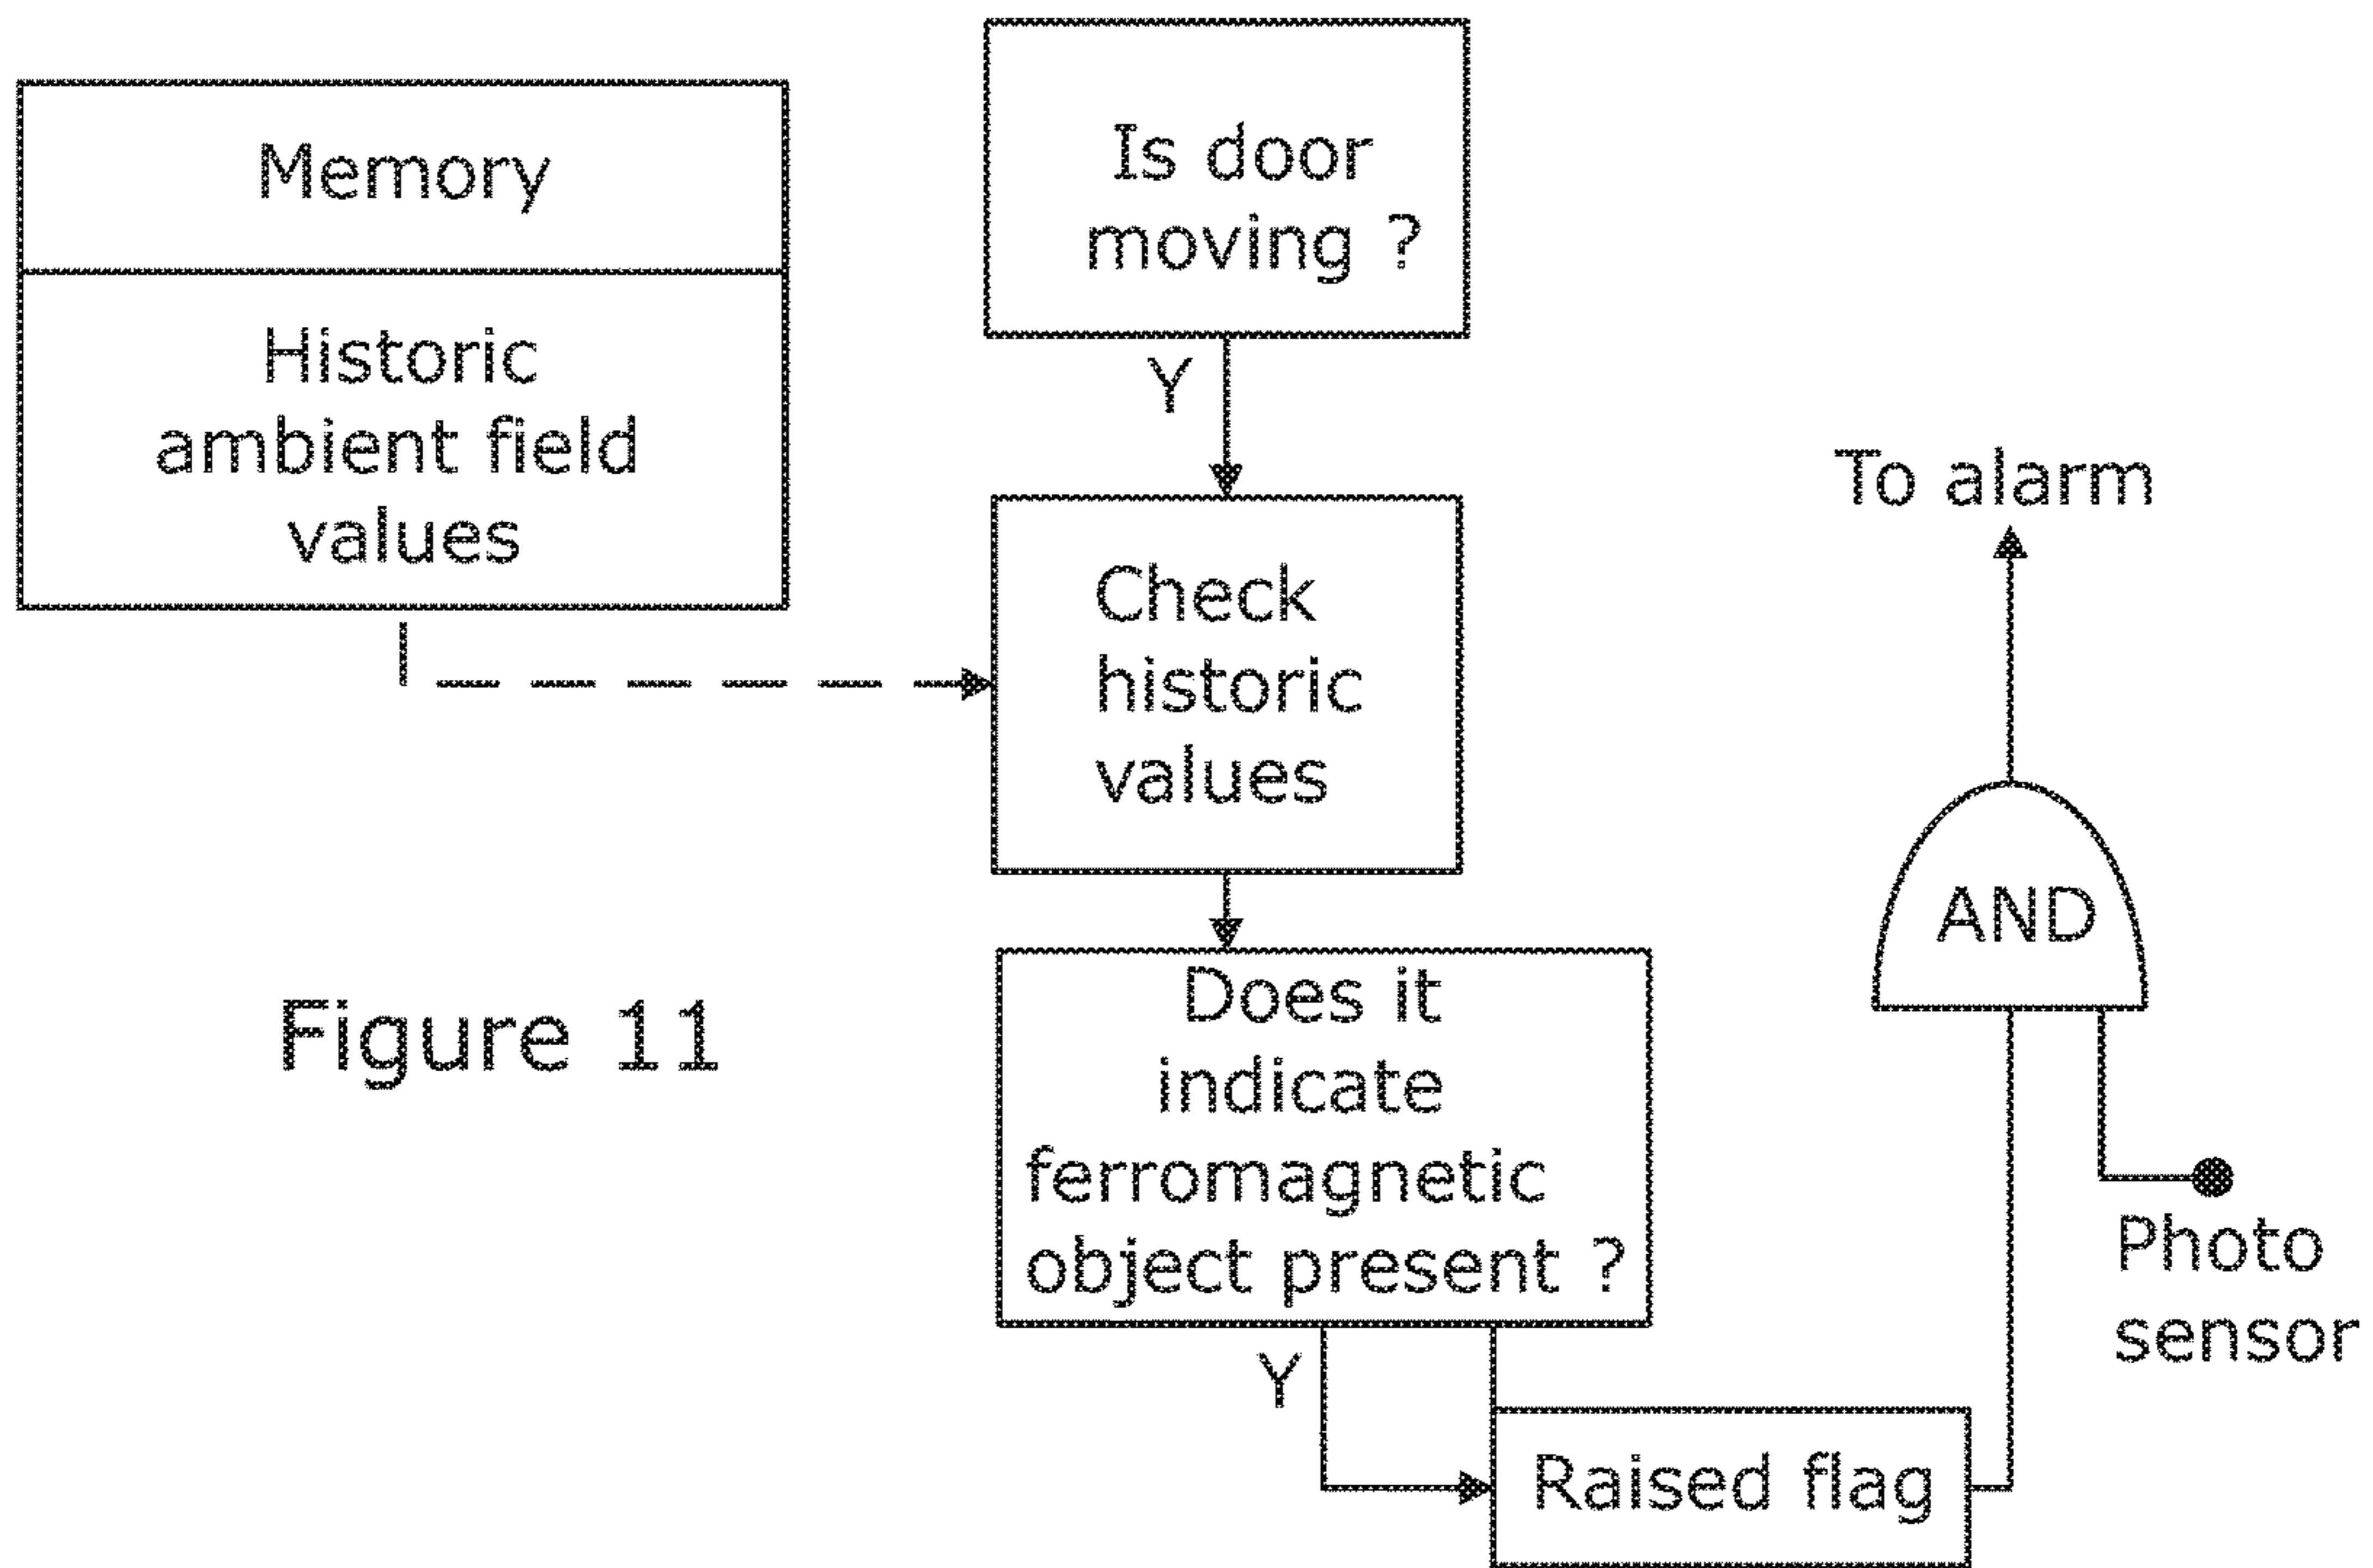 Memory
Historic
ambient field
values
Is door
moving ?
Y
Check
historic
values
Does it
indicate
ferromagnetic
object present ?
Y
Raised flag
To alarm
AND
Photo
sensor
Figure 11